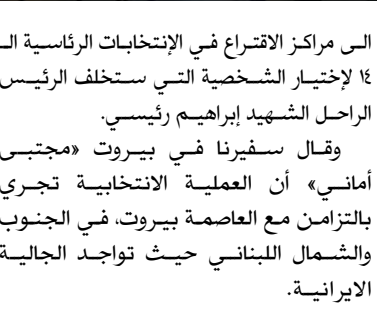 الى مراكز الاقتراع في الإنتخابات الرئاسية الـ
١٤ لإختيار الشخصية التي ستخلف الرئيس
الراحل الشهيد إبراهيم رئيسي.
وقال سفيرنا في بيروت «مجتبى
أماني» أن العملية الانتخابية تجري
بالتزامن مع العاصمة بيروت، في الجنوب
والشمال اللبناني حيث تواجد الجالية
الايرانية.